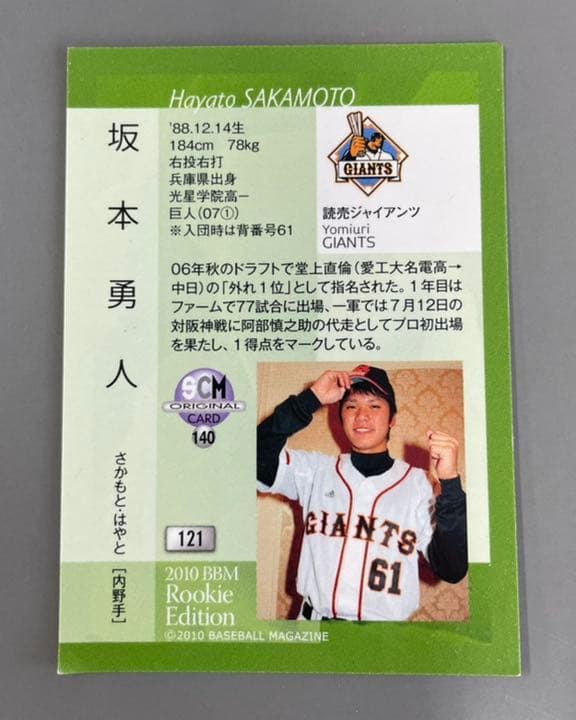 Hayato SAKAMOTO
坂本勇人
さかもと・はやと [内野手]
'88.12.14生
184cm 78kg
右投右打
兵庫県出身
光星学院高ー
巨人(07①)
※入団時は背番号61
GIANTS
読売ジャイアンツ
Yomiuri
GIANTS
06年秋のドラフトで堂上直倫(愛工大名電高→
中日)の「外れ1位」として指名された。1年目は
ファームで77試合に出場、一軍では7月12日の
対阪神戦に阿部慎之助の代走としてプロ初出場
を果たし、1得点をマークしている。
SCM
ORIGINAL
CARD
140
GIANTS
61
121
2010 BBM
Rookie
Edition
©2010 BASEBALL MAGAZINE